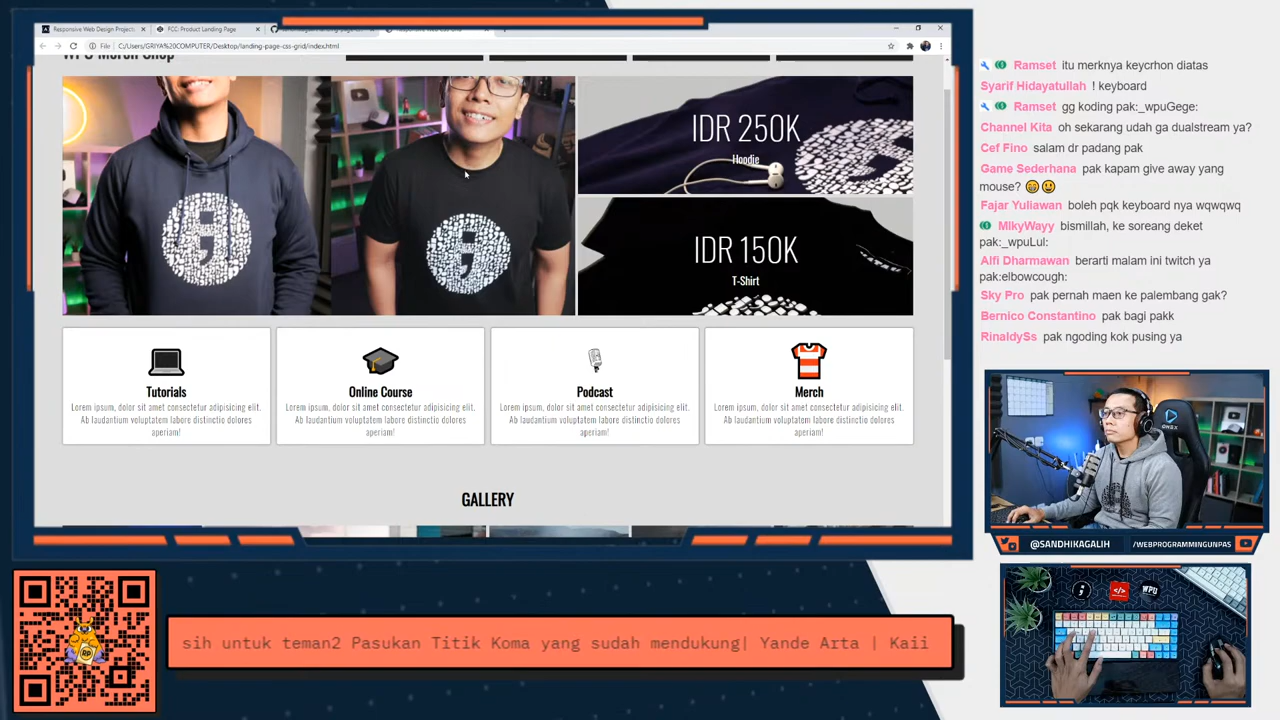 Responsive Web Design Project
FCC: Product Landing Page
File
C:/Users/GRIYA%20COMPUTER/Desktop/landing-page-css-grid/index.html
WPU Merch Shop
IDR 250K
Hoodie
IDR 150K
T-Shirt
Tutorials
Lorem ipsum, dolor sit amet consectetur adipisicing elit.
Ab laudantium voluptatem labore distinctio dolores
aperiam!
Online Course
Lorem ipsum, dolor sit amet consectetur adipisicing elit.
Ab laudantium voluptatem labore distinctio dolores
aperiam!
Podcast
Lorem ipsum, dolor sit amet consectetur adipisicing elit.
Ab laudantium voluptatem labore distinctio dolores
aperiam!
Merch
Lorem ipsum, dolor sit amet consectetur adipisicing elit.
Ab laudantium voluptatem labore distinctio dolores
aperiam!
GALLERY
Ramset itu merknya keycrhon diatas
Syarif Hidayatullah ! keyboard
Ramset gg koding pak:_wpuGege:
Channel Kita oh sekarang udah ga dualstream ya?
Cef Fino salam dr padang pak
Game Sederhana pak kapam give away yang
mouse?
Fajar Yuliawan boleh pqk keyboard nya wqwqwq
MIkyWayy bismillah, ke soreang deket
pak:_wpuLul:
Alfi Dharmawan berarti malam ini twitch ya
pak:elbowcough:
Sky Pro pak pernah maen ke palembang gak?
Bernico Constantino pak bagi pakk
RinaldySs pak ngoding kok pusing ya
@SANDHIKAGALIH
/WEBPROGRAMMINGUNPAS
WPU
sih untuk teman2 Pasukan Titik Koma yang sudah mendukung| Yande Arta | Kaii